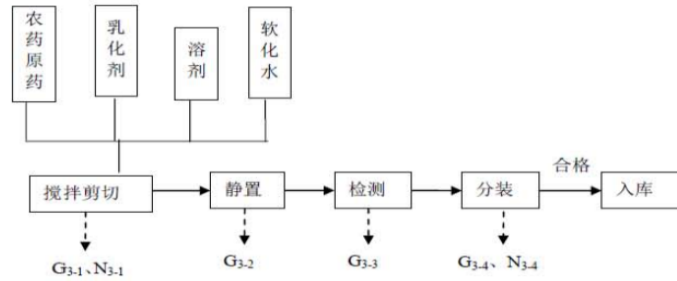 农药原药
乳化剂
溶剂
软化水
搅拌剪切
静置
检测
分装
合格
入库
G3-1、N3-1
G3-2
G3-3
G3-4、N3-4